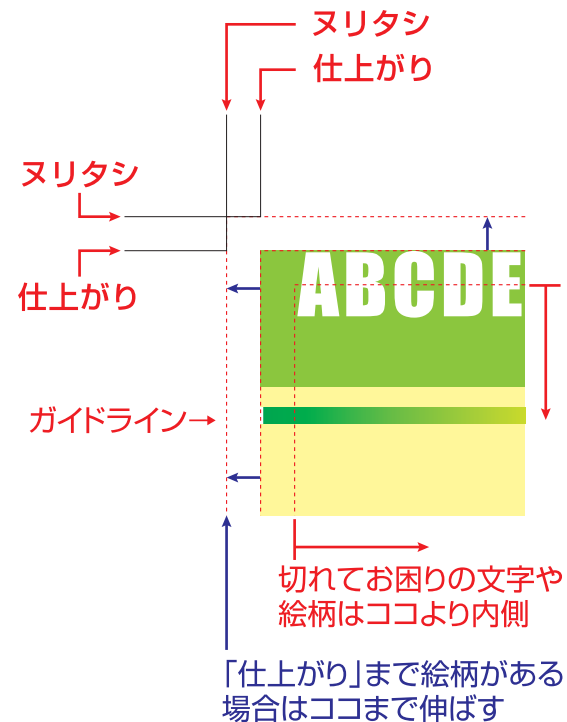 ヌリタシ
仕上がり
ヌリタシ
仕上がり
ABCDE
ガイドライン
切れてお困りの文字や
絵柄はココより内側
「仕上がり」まで絵柄がある
場合はココまで伸ばす